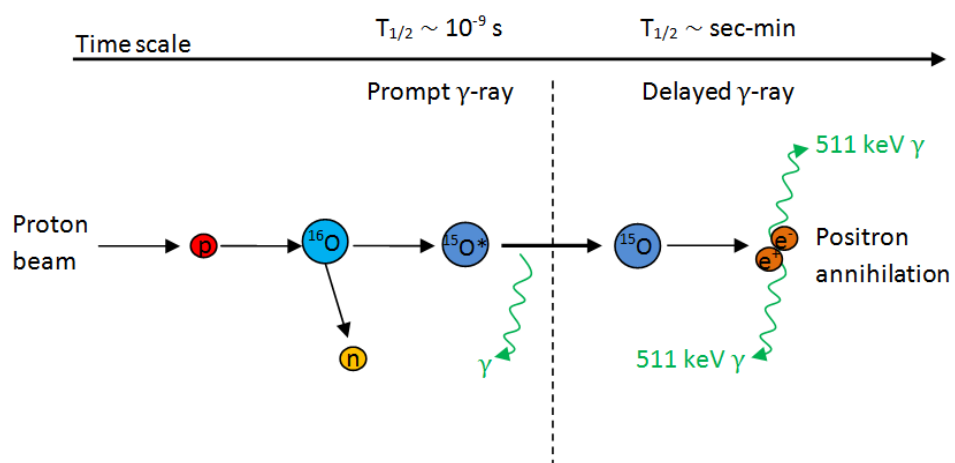 T₁/₂ ~ 10⁻⁹ s
T₁/₂ ~ sec-min
Time scale
Prompt γ-ray
Delayed γ-ray
511 keV γ
Proton
beam
p
¹⁶O
¹⁵O*
¹⁵O
e⁻
e⁺
Positron
annihilation
n
γ
511 keV γ